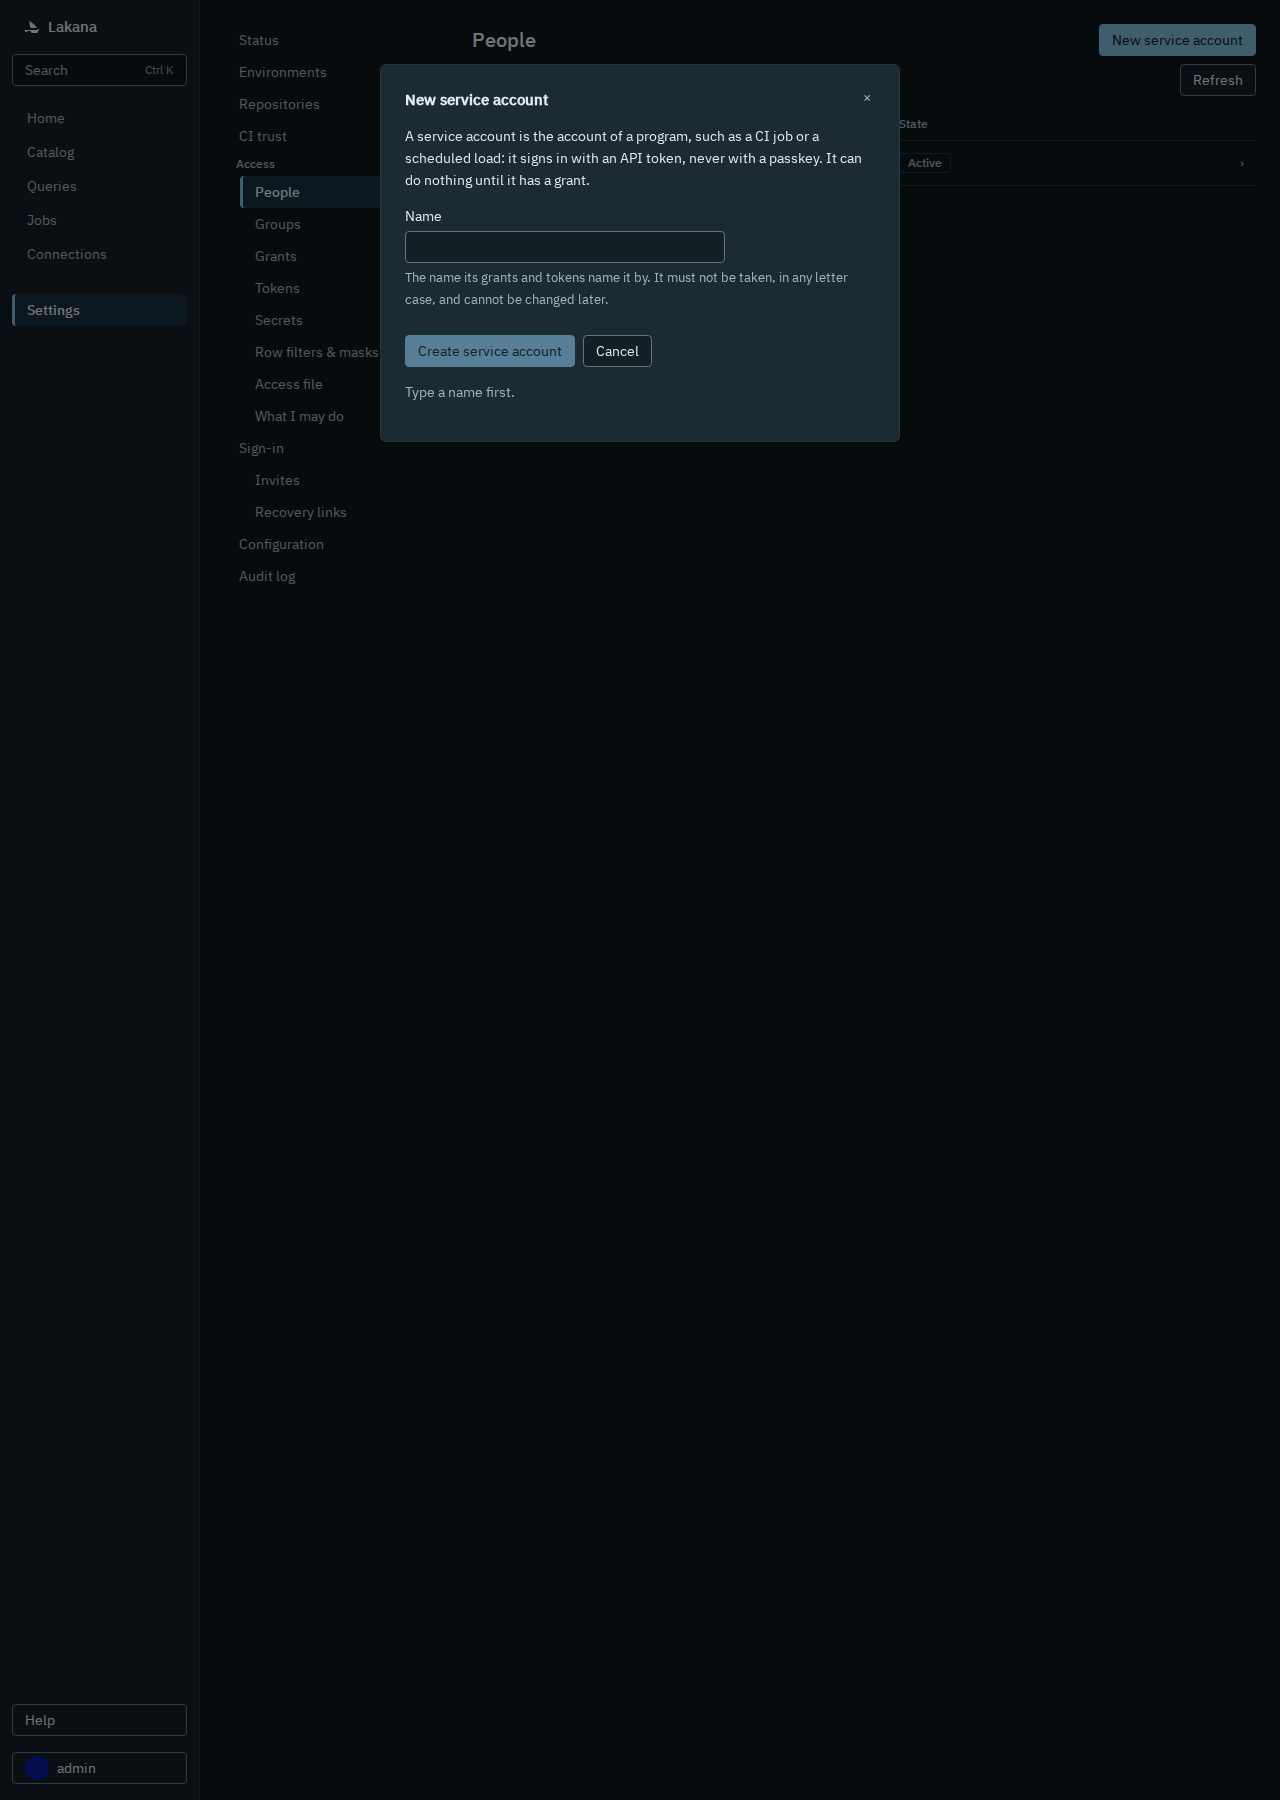 Lakana
Search Ctrl K
Home
Catalog
Queries
Jobs
Connections
Settings
Help
admin
Status
Environments
Repositories
CI trust
Access
People
Groups
Grants
Tokens
Secrets
Row filters & masks
Access file
What I may do
Sign-in
Invites
Recovery links
Configuration
Audit log
People
New service account
Refresh
State
Active ›
New service account ×
A service account is the account of a program, such as a CI job or a
scheduled load: it signs in with an API token, never with a passkey. It can
do nothing until it has a grant.
Name
The name its grants and tokens name it by. It must not be taken, in any letter
case, and cannot be changed later.
Create service account Cancel
Type a name first.